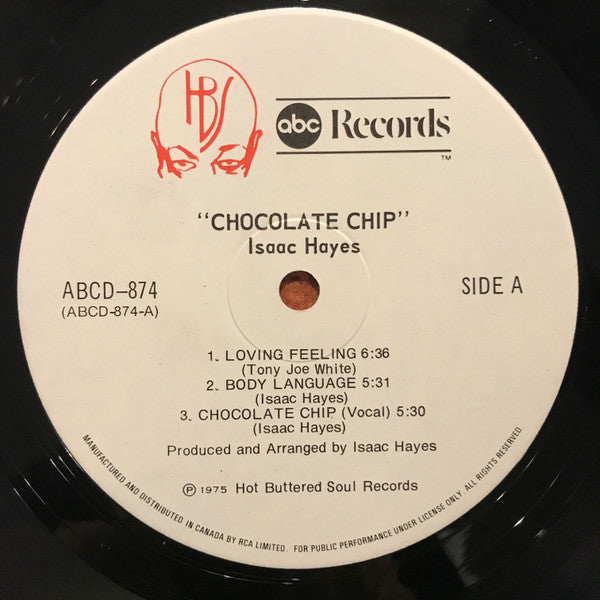 HBS
abc Records
TM
"CHOCOLATE CHIP"
Isaac Hayes
ABCD-874
(ABCD-874-A)
SIDE A
1. LOVING FEELING 6:36
(Tony Joe White)
2. BODY LANGUAGE 5:31
(Isaac Hayes)
3. CHOCOLATE CHIP (Vocal) 5:30
(Isaac Hayes)
Produced and Arranged by Isaac Hayes
℗ 1975 Hot Buttered Soul Records
MANUFACTURED AND DISTRIBUTED IN CANADA BY RCA LIMITED. FOR PUBLIC PERFORMANCE UNDER LICENSE ONLY. ALL RIGHTS RESERVED